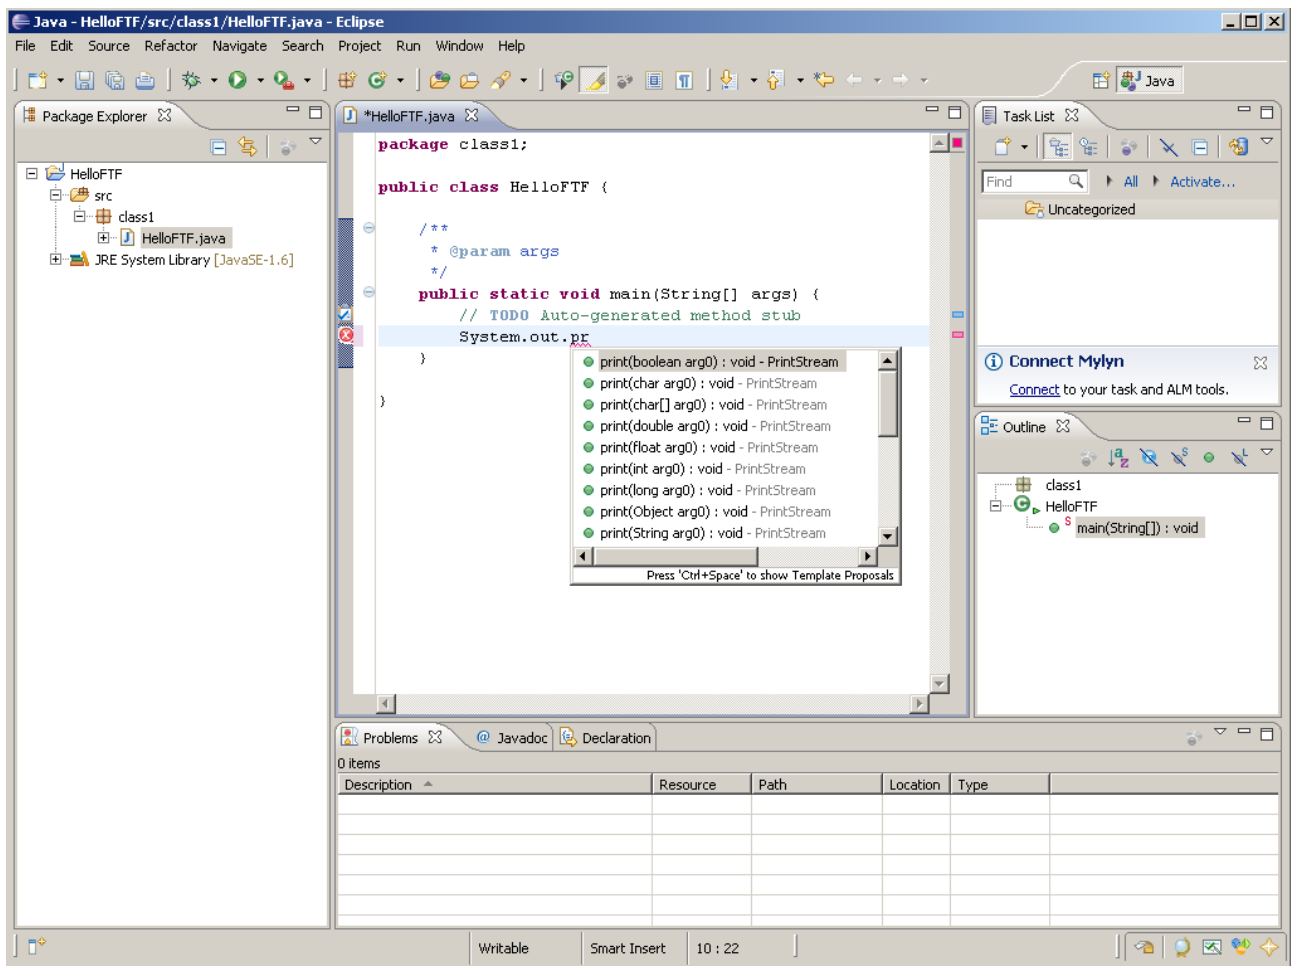 Java - HelloFTF/src/class1/HelloFTF.java - Eclipse
File Edit Source Refactor Navigate Search Project Run Window Help
Java
Package Explorer
HelloFTF
src
class1
HelloFTF.java
JRE System Library [JavaSE-1.6]
*HelloFTF.java
package class1;
public class HelloFTF {
/**
* @param args
*/
public static void main(String[] args) {
// TODO Auto-generated method stub
System.out.pr
}
}
print(boolean arg0) : void - PrintStream
print(char arg0) : void - PrintStream
print(char[] arg0) : void - PrintStream
print(double arg0) : void - PrintStream
print(float arg0) : void - PrintStream
print(int arg0) : void - PrintStream
print(long arg0) : void - PrintStream
print(Object arg0) : void - PrintStream
print(String arg0) : void - PrintStream
Press 'Ctrl+Space' to show Template Proposals
Task List
Find All Activate...
Uncategorized
Connect Mylyn
Connect to your task and ALM tools.
Outline
class1
HelloFTF
main(String[]) : void
Problems @ Javadoc Declaration
0 items
Description Resource Path Location Type
Writable Smart Insert 10 : 22